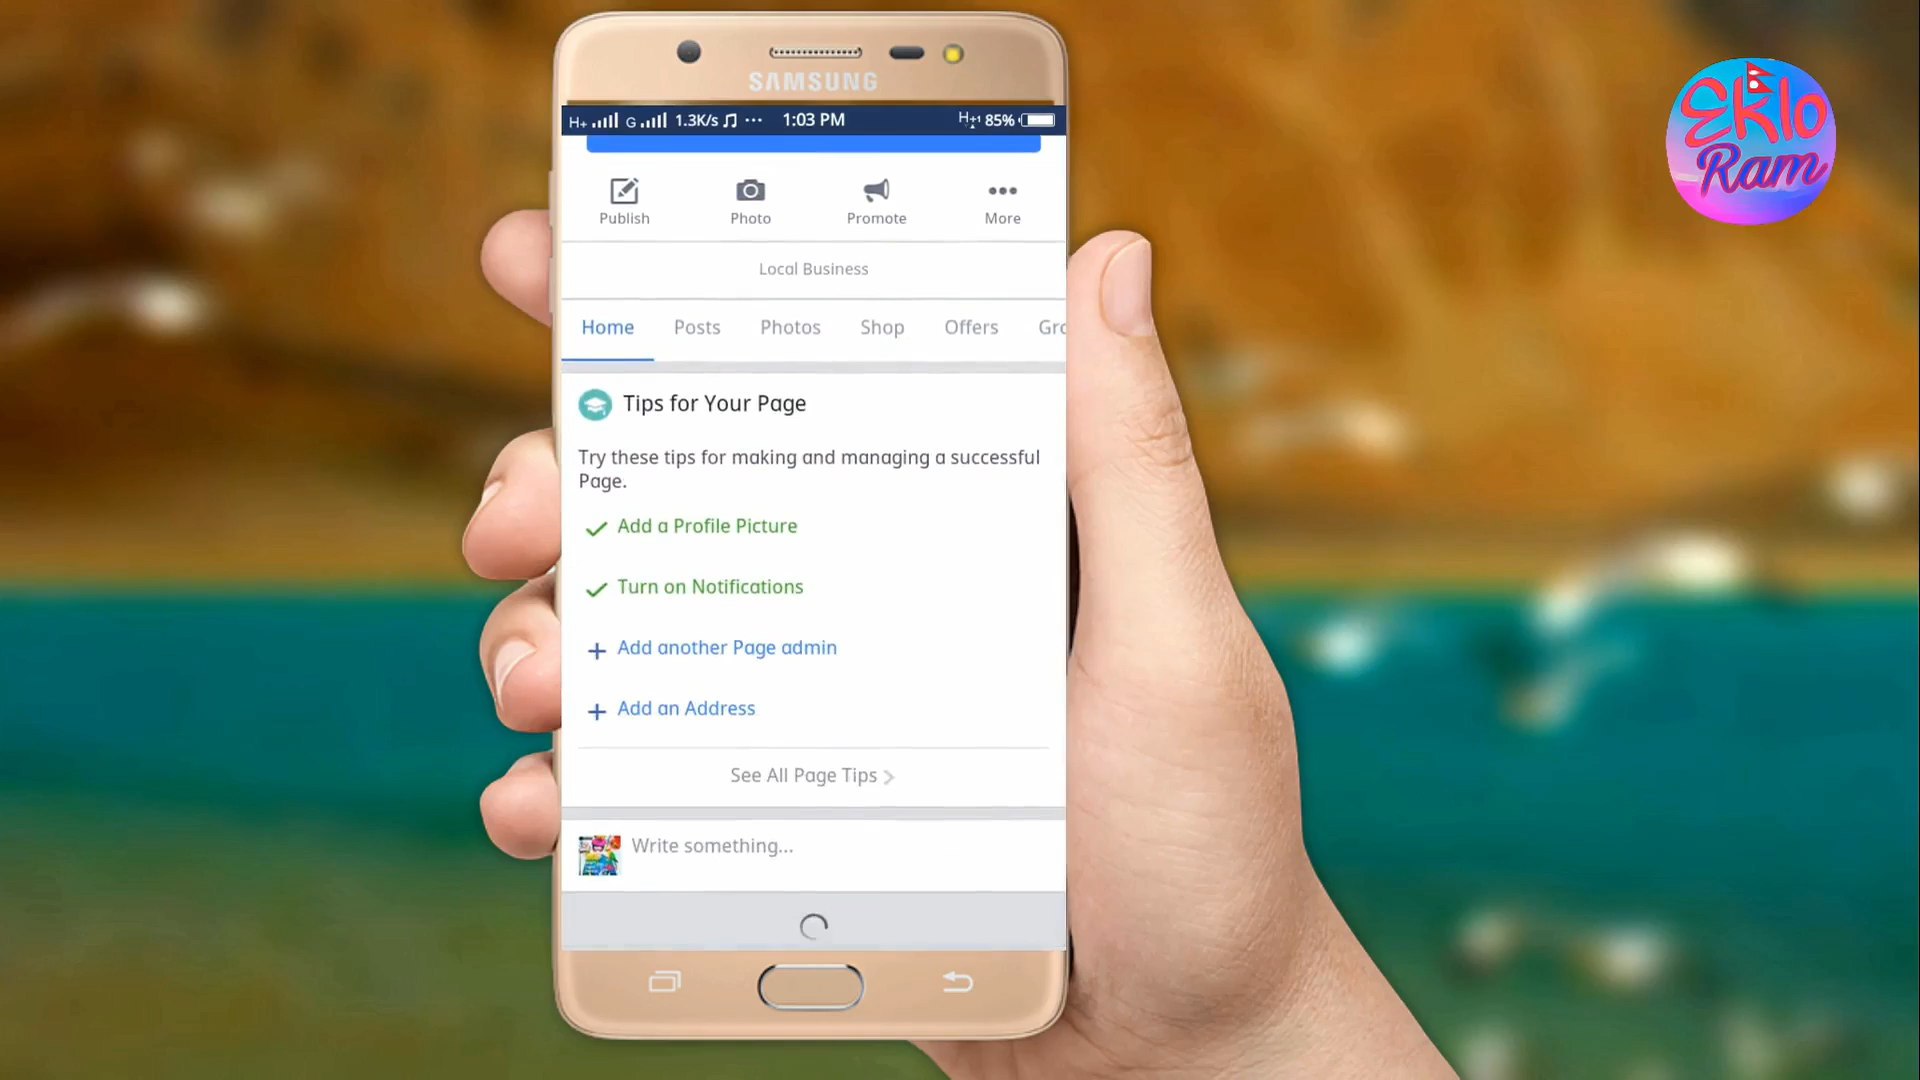 SAMSUNG
H+ G 1.3K/s ... 1:03 PM H+1 85%
Publish Photo Promote More
Local Business
Home Posts Photos Shop Offers Gro
Tips for Your Page
Try these tips for making and managing a successful
Page.
Add a Profile Picture
Turn on Notifications
Add another Page admin
Add an Address
See All Page Tips
Write something...
Eklo
Ram